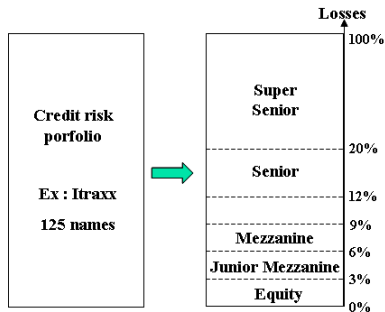 Losses
100%
Credit risk
porfolio
Ex : Itraxx
125 names
Super
Senior
20%
Senior
12%
9%
Mezzanine
6%
Junior Mezzanine
3%
Equity
0%